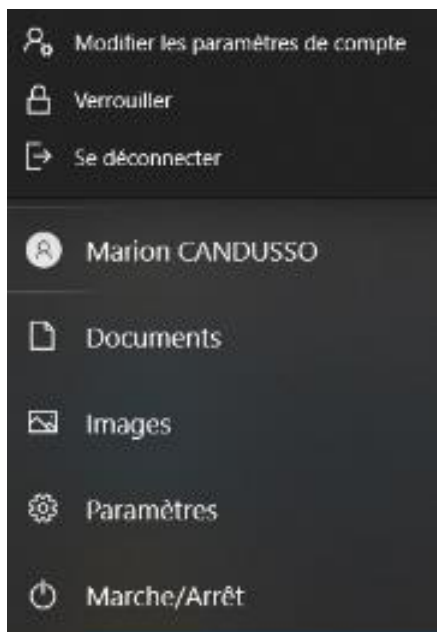 Modifier les paramètres de compte
Verrouiller
Se déconnecter
Marion CANDUSSO
Documents
Images
Paramètres
Marche/Arrêt